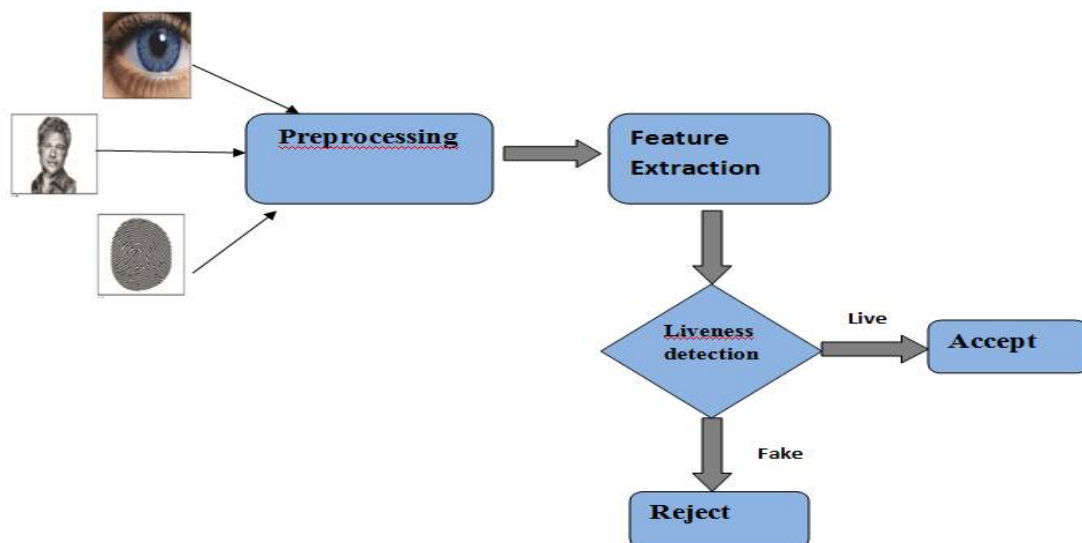 Preprocessing
Feature
Extraction
Liveness
detection
Live
Accept
Fake
Reject